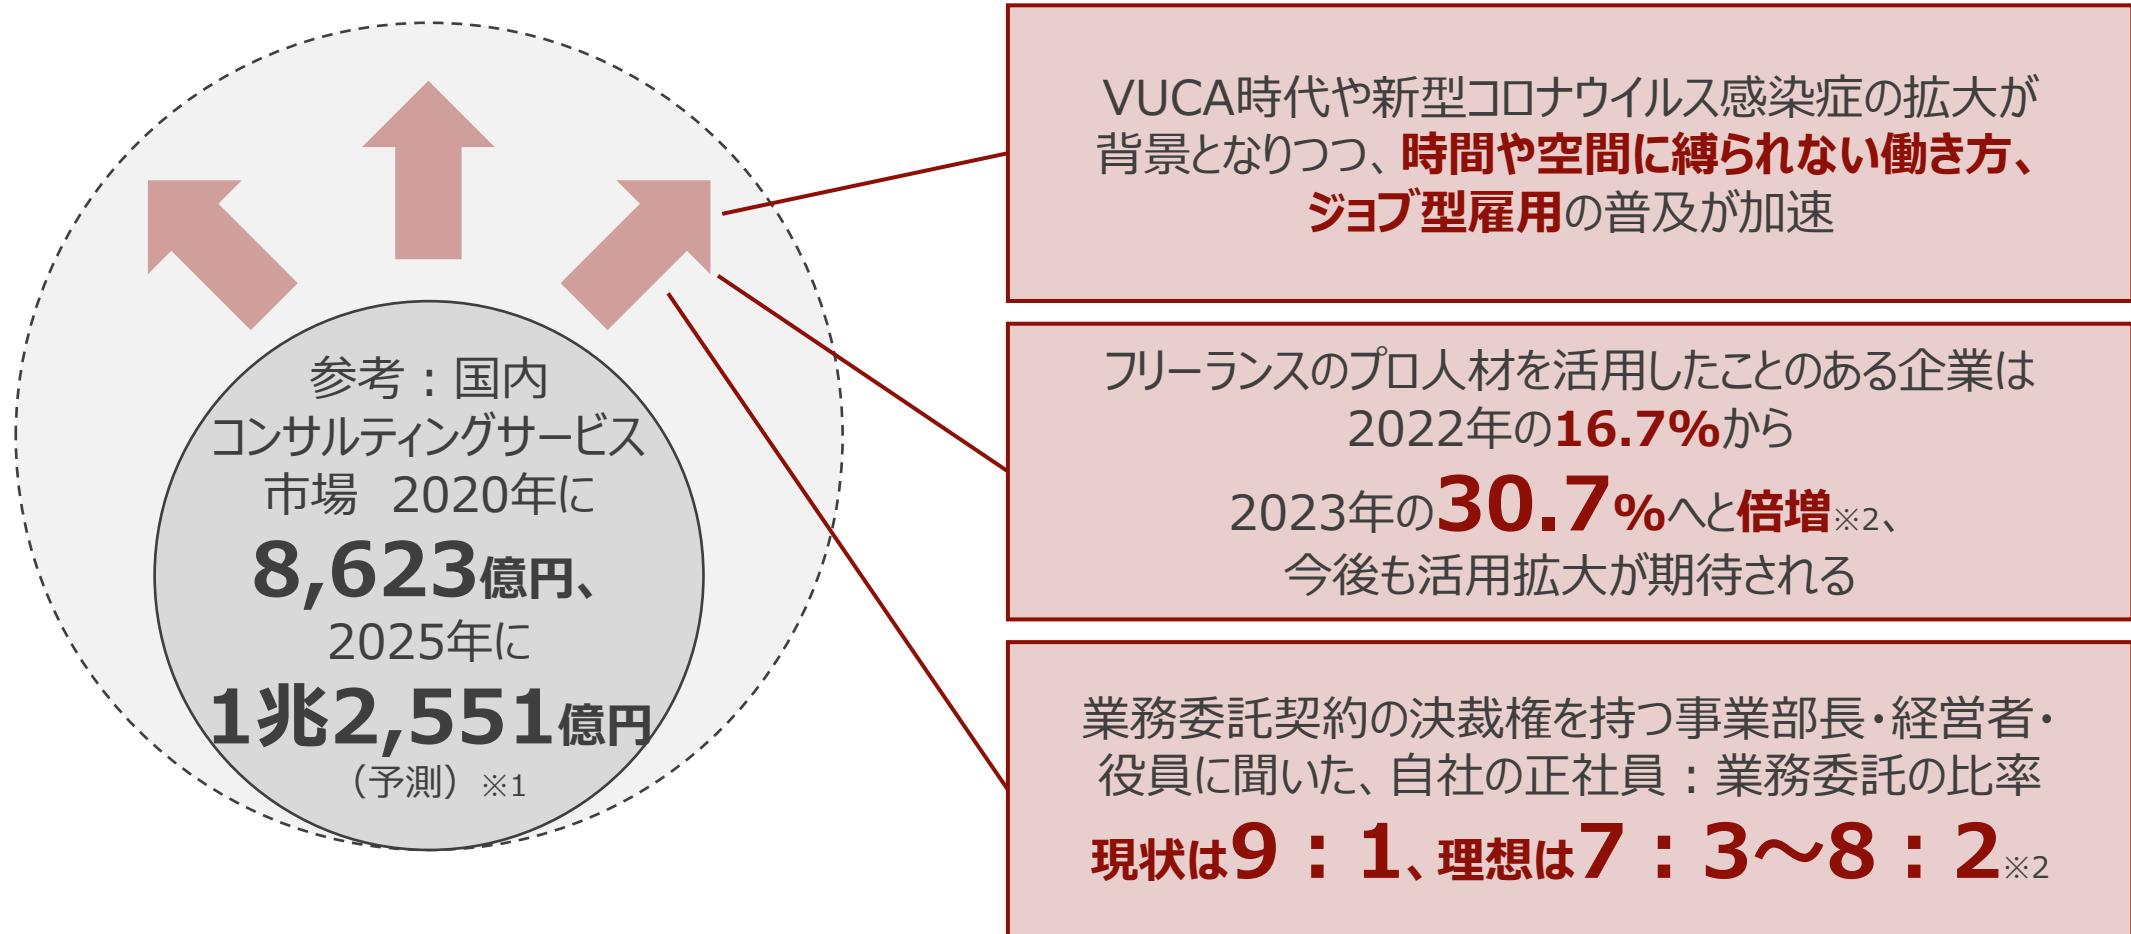 参考：国内
コンサルティングサービス
市場　2020年に
8,623億円、
2025年に
1兆2,551億円
（予測）※1
VUCA時代や新型コロナウイルス感染症の拡大が
背景となりつつ、時間や空間に縛られない働き方、
ジョブ型雇用の普及が加速
フリーランスのプロ人材を活用したことのある企業は
2022年の16.7%から
2023年の30.7%へと倍増※2、
今後も活用拡大が期待される
業務委託契約の決裁権を持つ事業部長・経営者・
役員に聞いた、自社の正社員：業務委託の比率
現状は9：1、理想は7：3～8：2※2